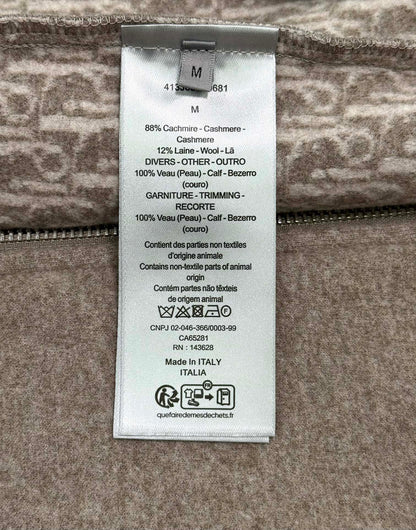 M
M
88% Cachmire - Cashmere -
Cashmere
12% Laine - Wool - Lã
DIVERS - OTHER - OUTRO
100% Veau (Peau) - Calf - Bezerro
(couro)
GARNITURE - TRIMMING -
RECORTE
100% Veau (Peau) - Calf - Bezerro
(couro)
Contient des parties non textiles
d'origine animale
Contains non-textile parts of animal
origin
Contém partes não têxteis
de origem animal
CNPJ 02-046-366/0003-99
CA65281
RN : 143628
Made In ITALY
ITALIA
FR
quefairedemesdechets.fr